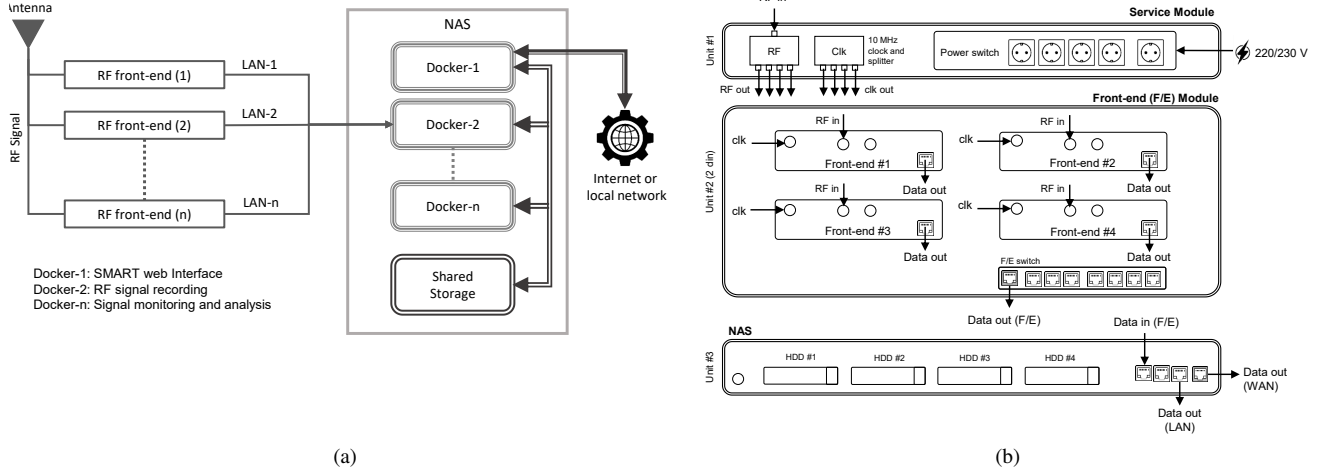 Antenna
NAS
RF front-end (1)
LAN-1
RF front-end (2)
LAN-2
RF front-end (n)
LAN-n
RF Signal
Docker-1
Docker-2
Docker-n
Shared
Storage
Internet or
local network
Docker-1: SMART web Interface
Docker-2: RF signal recording
Docker-n: Signal monitoring and analysis
(a)
Service Module
Unit #1
RF
Clk
10 MHz
clock and
splitter
Power switch
220/230 V
RF out
clk out
Front-end (F/E) Module
Unit #2 (2 din)
clk
RF in
Front-end #1
Data out
clk
RF in
Front-end #2
Data out
clk
RF in
Front-end #3
Data out
clk
RF in
Front-end #4
Data out
F/E switch
Data out (F/E)
Data in (F/E)
NAS
Unit #3
HDD #1
HDD #2
HDD #3
HDD #4
Data out
(WAN)
Data out
(LAN)
(b)